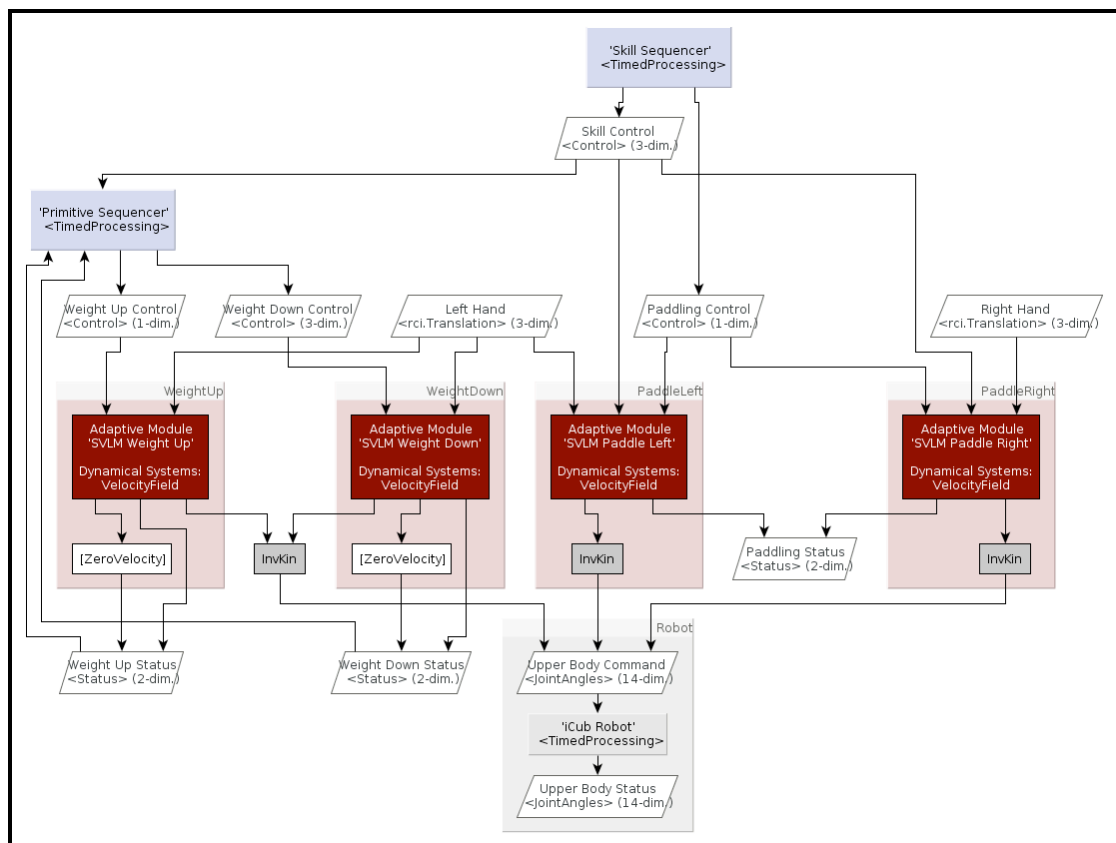 'Skill Sequencer'
<TimedProcessing>
Skill Control
<Control> (3-dim.)
'Primitive Sequencer'
<TimedProcessing>
Weight Up Control
<Control> (1-dim.)
Weight Down Control
<Control> (3-dim.)
Left Hand
<rci.Translation> (3-dim.)
Paddling Control
<Control> (1-dim.)
Right Hand
<rci.Translation> (3-dim.)
WeightUp
Adaptive Module
'SVLM Weight Up'
Dynamical Systems:
VelocityField
[ZeroVelocity]
InvKin
WeightDown
Adaptive Module
'SVLM Weight Down'
Dynamical Systems:
VelocityField
[ZeroVelocity]
PaddleLeft
Adaptive Module
'SVLM Paddle Left'
Dynamical Systems:
VelocityField
InvKin
Paddling Status
<Status> (2-dim.)
PaddleRight
Adaptive Module
'SVLM Paddle Right'
Dynamical Systems:
VelocityField
InvKin
Weight Up Status
<Status> (2-dim.)
Weight Down Status
<Status> (2-dim.)
Robot
Upper Body Command
<JointAngles> (14-dim.)
'iCub Robot'
<TimedProcessing>
Upper Body Status
<JointAngles> (14-dim.)